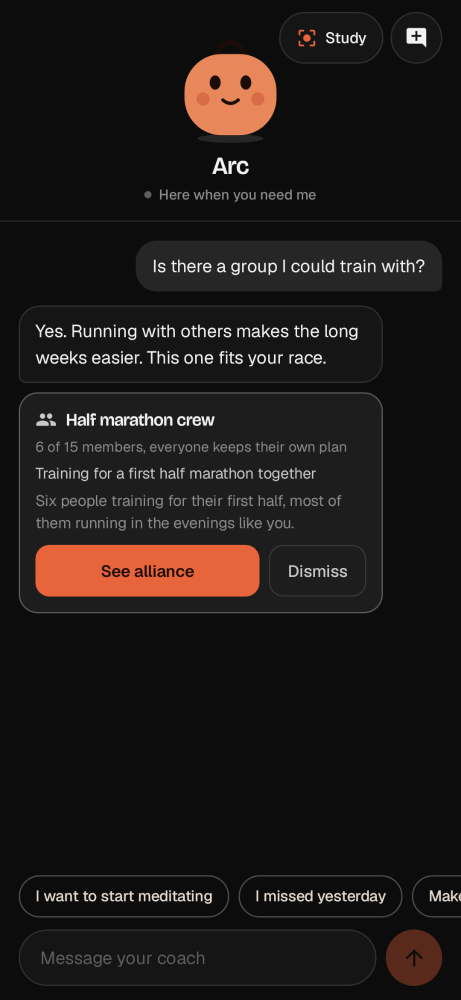 Study
Arc
Here when you need me
Is there a group I could train with?
Yes. Running with others makes the long
weeks easier. This one fits your race.
Half marathon crew
6 of 15 members, everyone keeps their own plan
Training for a first half marathon together
Six people training for their first half, most of
them running in the evenings like you.
See alliance
Dismiss
I want to start meditating
I missed yesterday
Make
Message your coach